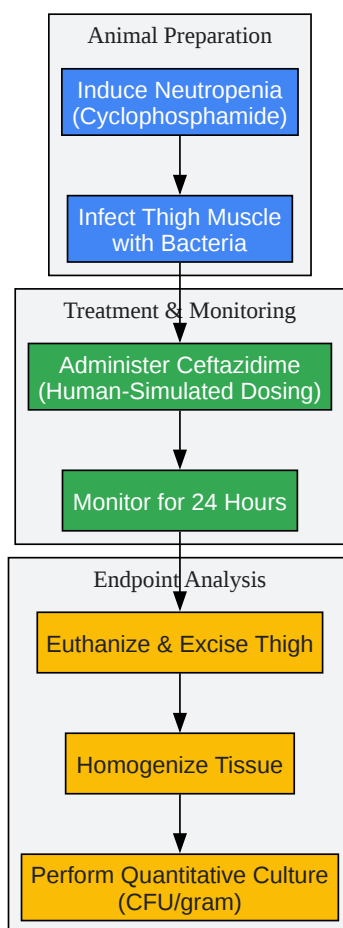 Animal Preparation
Induce Neutropenia
(Cyclophosphamide)
Infect Thigh Muscle
with Bacteria
Treatment & Monitoring
Administer Ceftazidime
(Human-Simulated Dosing)
Monitor for 24 Hours
Endpoint Analysis
Euthanize & Excise Thigh
Homogenize Tissue
Perform Quantitative Culture
(CFU/gram)